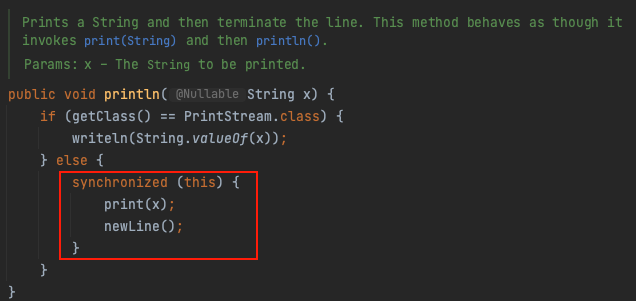 Prints a String and then terminate the line. This method behaves as though it
invokes print(String) and then println().
Params: x – The String to be printed.
public void println( @Nullable String x) {
    if (getClass() == PrintStream.class) {
        writeln(String.valueOf(x));
    } else {
        synchronized (this) {
            print(x);
            newLine();
        }
    }
}